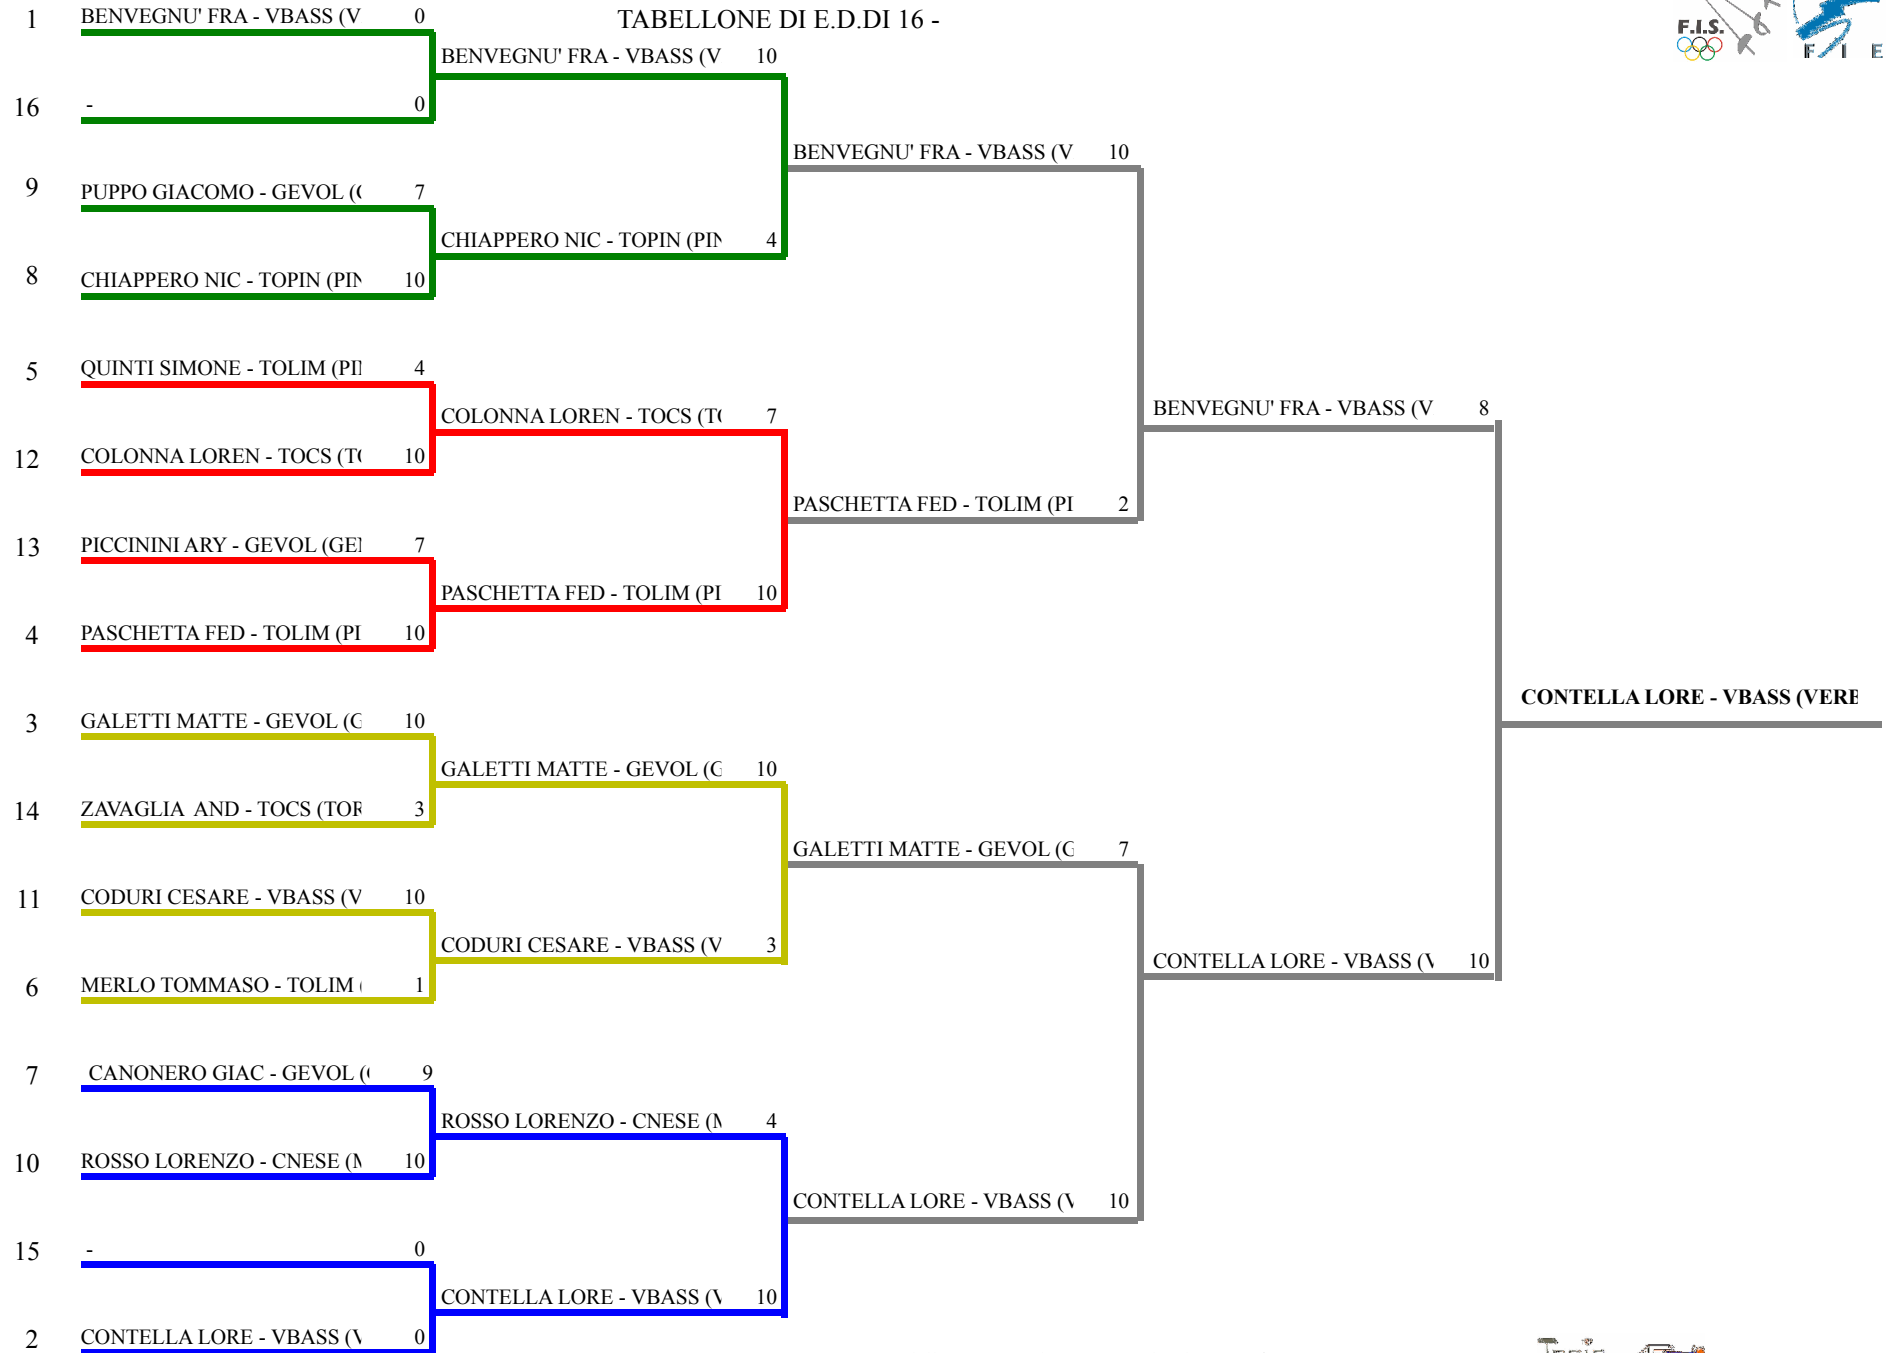 TABELLONE DI E.D.DI 16 -
F.I.S.
F I E
1 BENVEGNU' FRA - VBASS (V 0
BENVEGNU' FRA - VBASS (V 10
16 - 0
BENVEGNU' FRA - VBASS (V 10
9 PUPPO GIACOMO - GEVOL ( 7
CHIAPPERO NIC - TOPIN (PIN 4
8 CHIAPPERO NIC - TOPIN (PIN 10
5 QUINTI SIMONE - TOLIM (PI 4
BENVEGNU' FRA - VBASS (V 8
COLONNA LOREN - TOCS (T 7
12 COLONNA LOREN - TOCS (T 10
PASCHETTA FED - TOLIM (PI 2
13 PICCININI ARY - GEVOL (GE 7
PASCHETTA FED - TOLIM (PI 10
4 PASCHETTA FED - TOLIM (PI 10
CONTELLA LORE - VBASS (VERB
3 GALETTI MATTE - GEVOL (G 10
GALETTI MATTE - GEVOL (G 10
14 ZAVAGLIA  AND - TOCS (TOR 3
GALETTI MATTE - GEVOL (G 7
11 CODURI CESARE - VBASS (V 10
CODURI CESARE - VBASS (V 3
CONTELLA LORE - VBASS (V 10
6 MERLO TOMMASO - TOLIM ( 1
7 CANONERO GIAC - GEVOL ( 9
ROSSO LORENZO - CNESE (M 4
10 ROSSO LORENZO - CNESE (M 10
CONTELLA LORE - VBASS (V 10
15 - 0
CONTELLA LORE - VBASS (V 10
2 CONTELLA LORE - VBASS (V 0